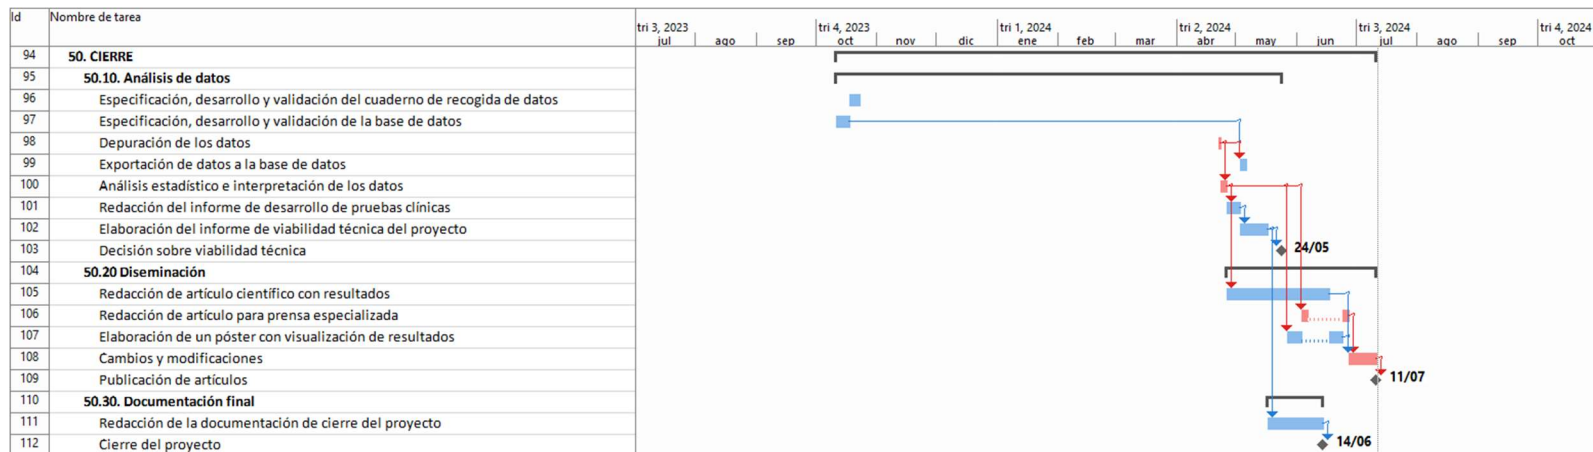 Id Nombre de tarea
tri 3, 2023 tri 4, 2023 tri 1, 2024 tri 2, 2024 tri 3, 2024 tri 4, 2024
jul ago sep oct nov dic ene feb mar abr may jun jul ago sep oct
94 50. CIERRE
95 50.10. Análisis de datos
96 Especificación, desarrollo y validación del cuaderno de recogida de datos
97 Especificación, desarrollo y validación de la base de datos
98 Depuración de los datos
99 Exportación de datos a la base de datos
100 Análisis estadístico e interpretación de los datos
101 Redacción del informe de desarrollo de pruebas clínicas
102 Elaboración del informe de viabilidad técnica del proyecto
103 Decisión sobre viabilidad técnica 24/05
104 50.20 Diseminación
105 Redacción de artículo científico con resultados
106 Redacción de artículo para prensa especializada
107 Elaboración de un póster con visualización de resultados
108 Cambios y modificaciones
109 Publicación de artículos 11/07
110 50.30. Documentación final
111 Redacción de la documentación de cierre del proyecto
112 Cierre del proyecto 14/06